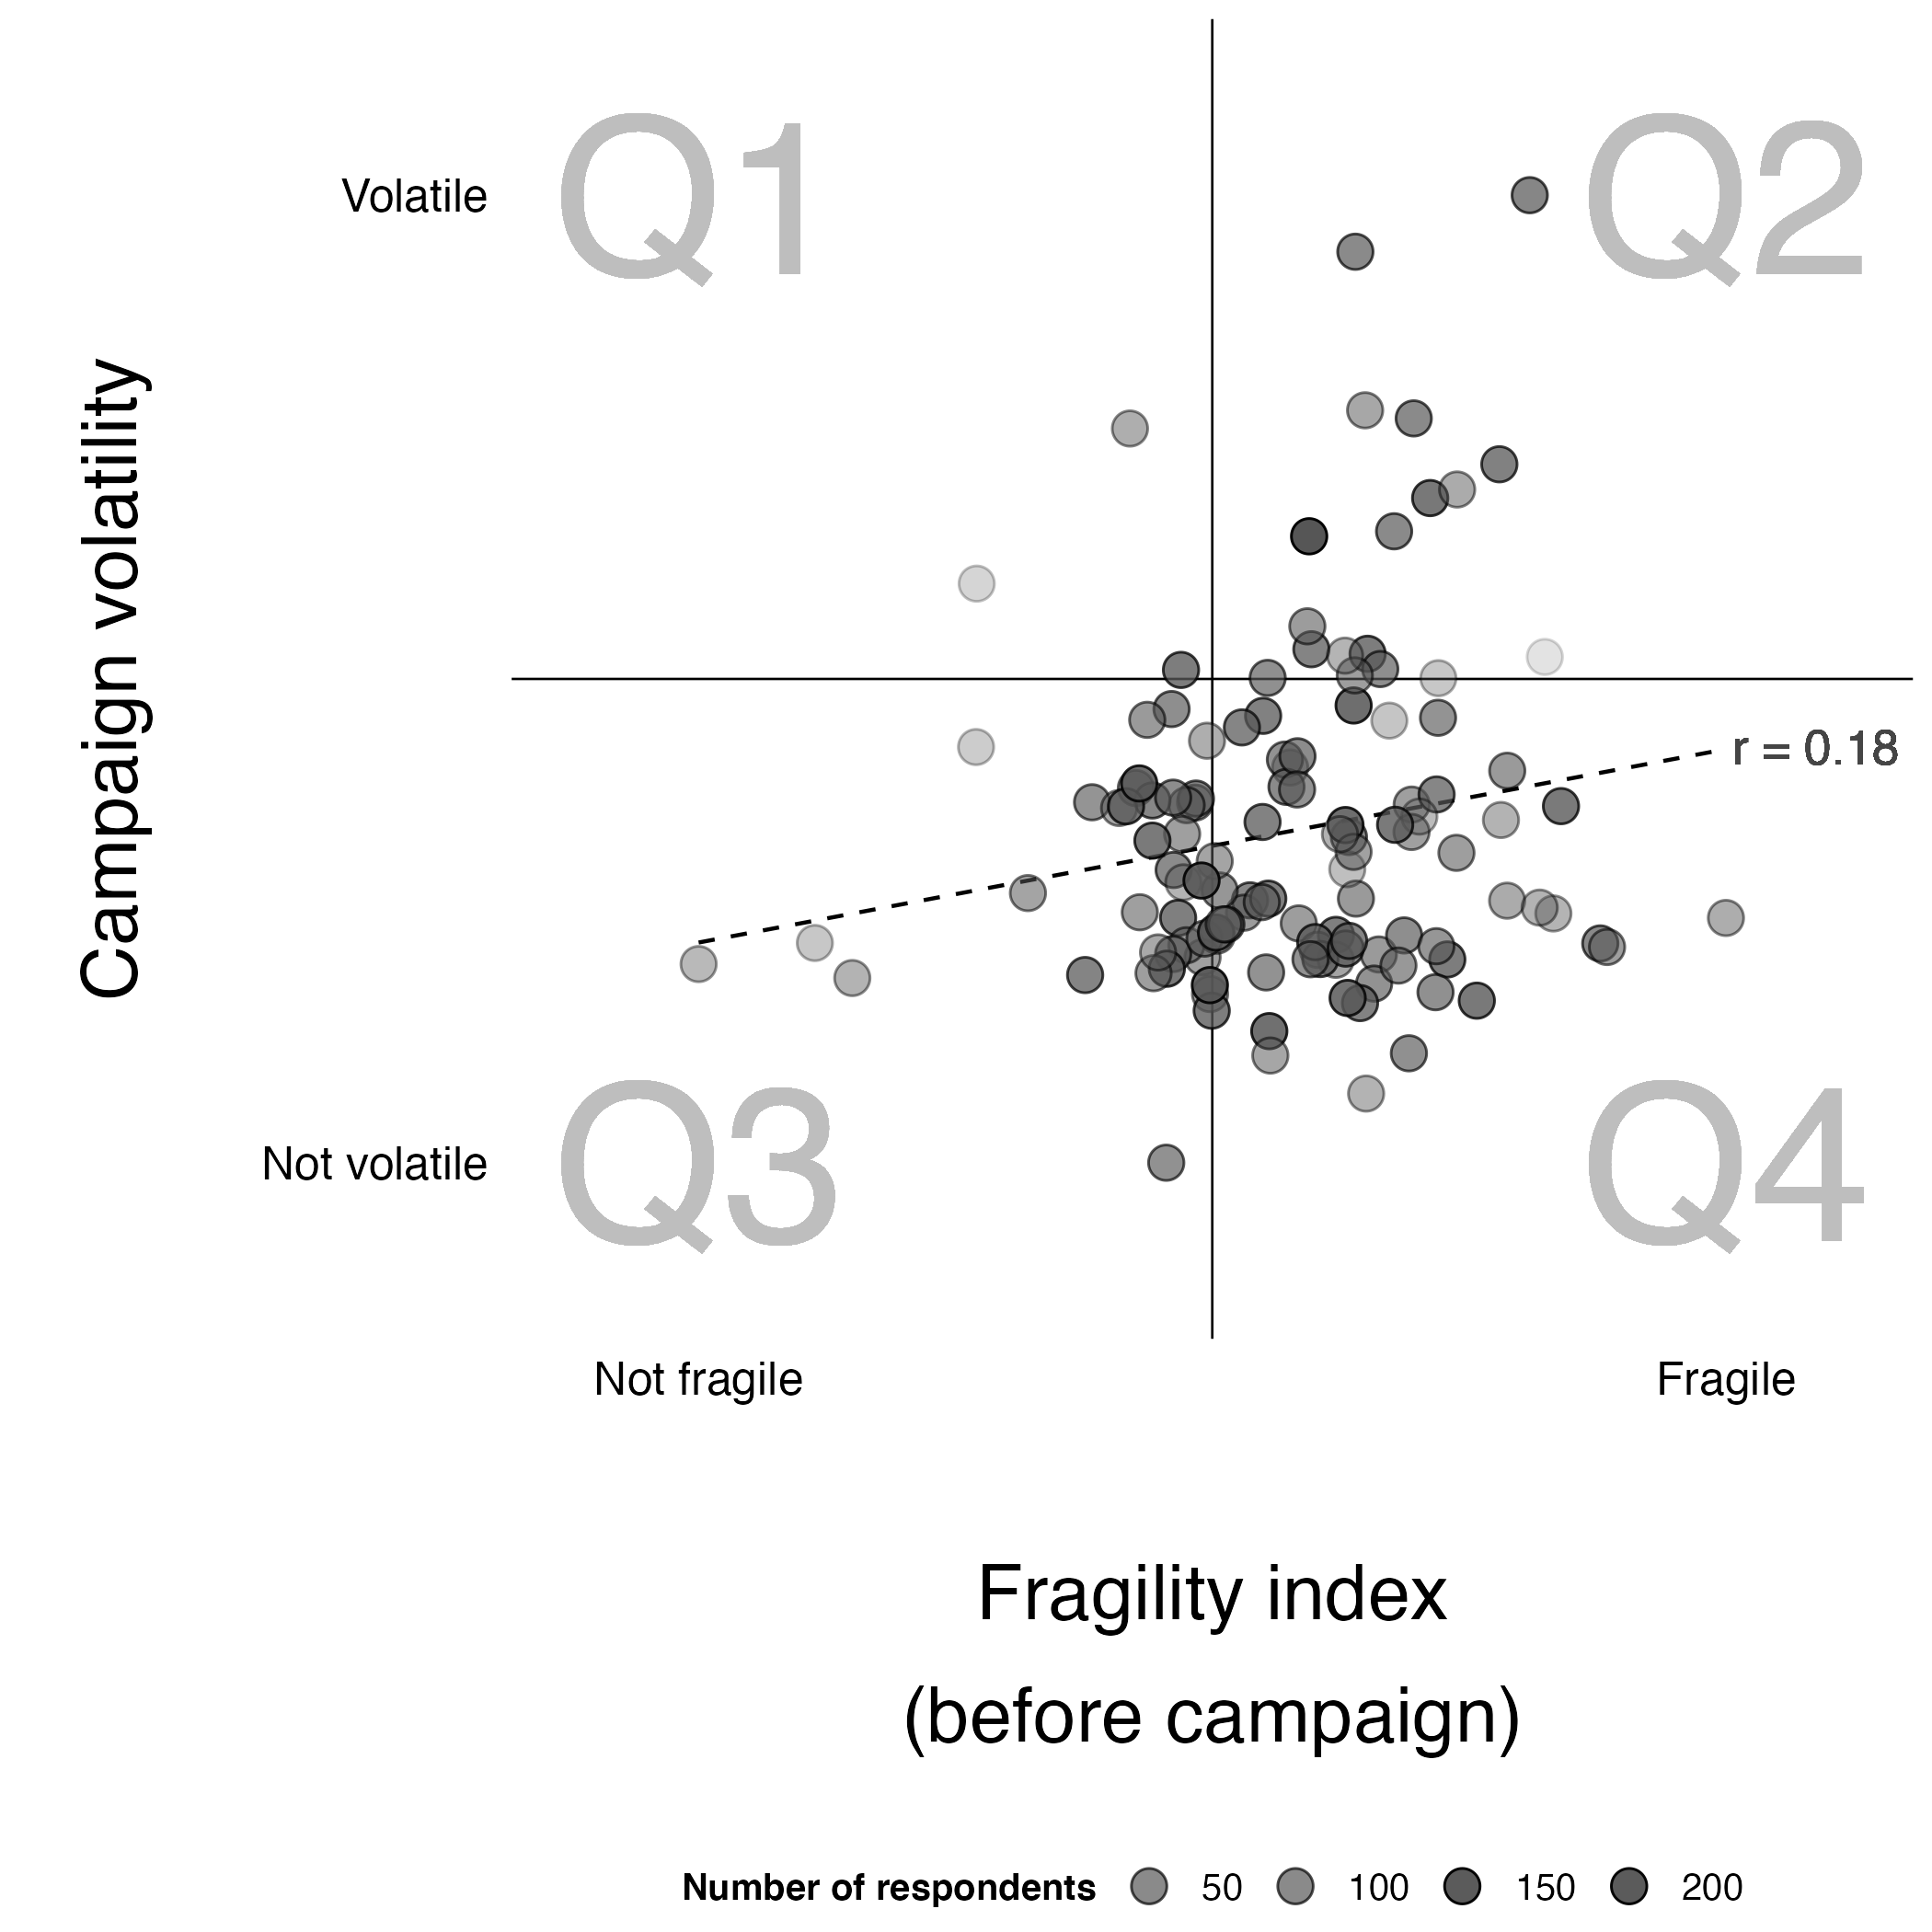 Q1
Q2
Volatile
Campaign volatility
r = 0.18
Q3
Q4
Not volatile
Not fragile
Fragile
Fragility index
(before campaign)
Number of respondents 50 100 150 200